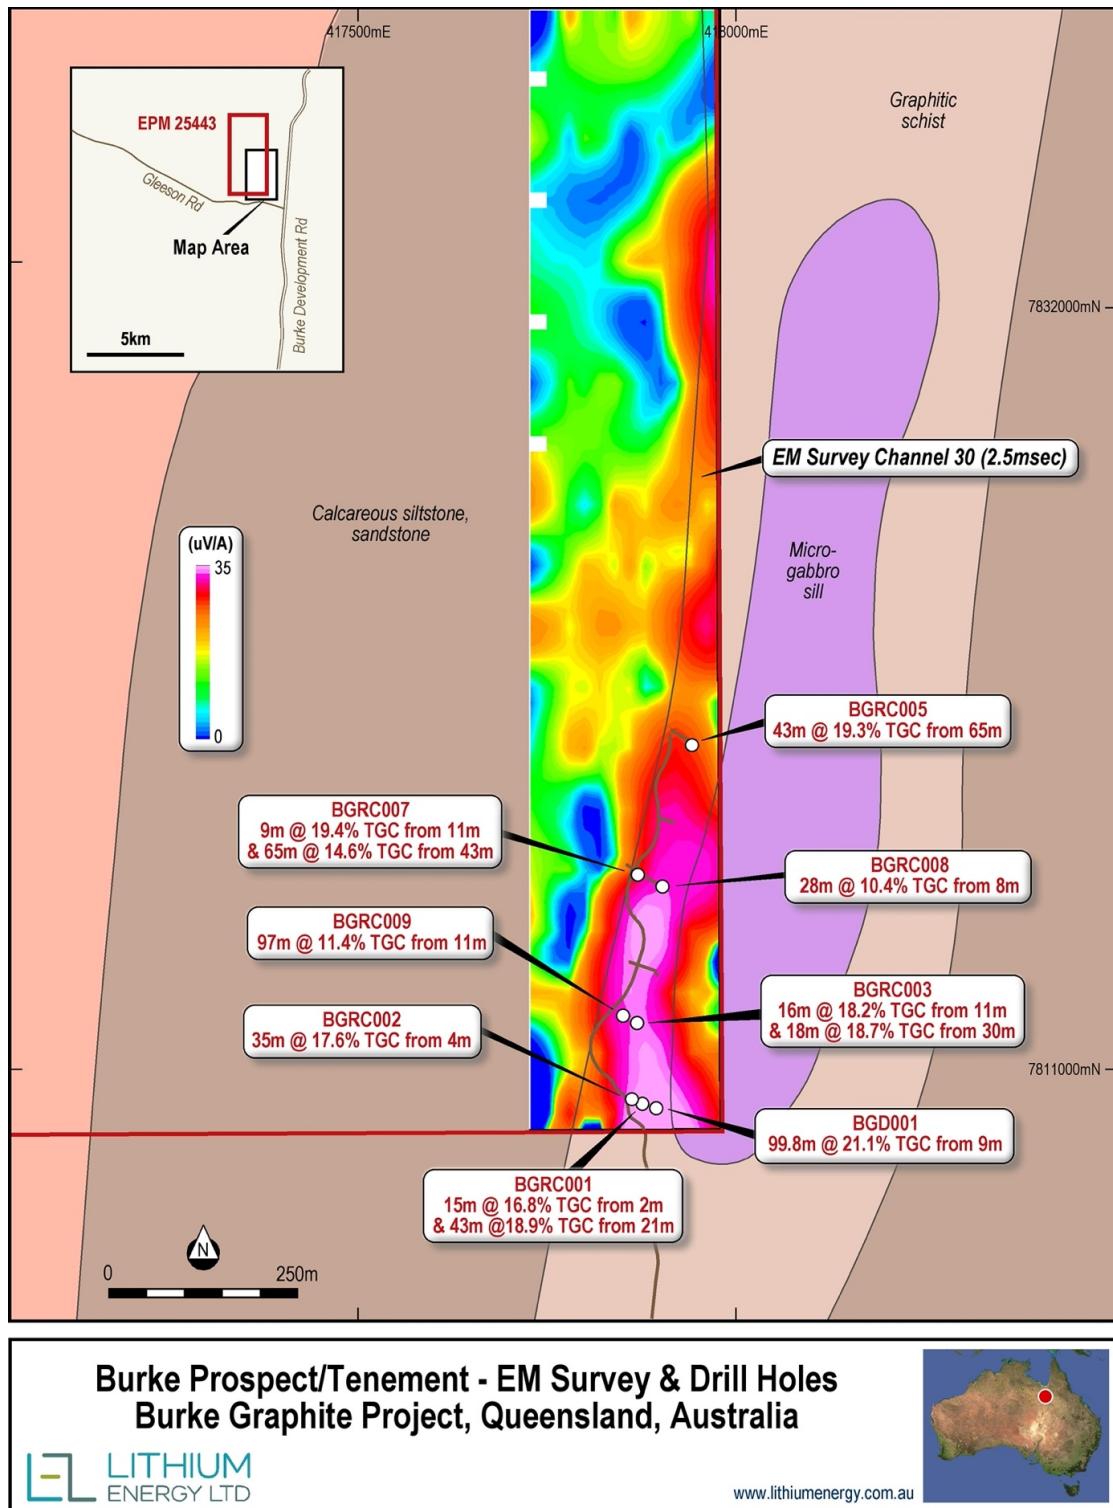 417500mE
418000mE
EPM 25443
Gleeson Rd
Map Area
Burke Development Rd
5km
Graphitic
schist
7832000mN
EM Survey Channel 30 (2.5msec)
Calcareous siltstone,
sandstone
(uV/A)
35
0
Micro-
gabbro
sill
BGRC005
43m @ 19.3% TGC from 65m
BGRC007
9m @ 19.4% TGC from 11m
& 65m @ 14.6% TGC from 43m
BGRC008
28m @ 10.4% TGC from 8m
BGRC009
97m @ 11.4% TGC from 11m
BGRC003
16m @ 18.2% TGC from 11m
& 18m @ 18.7% TGC from 30m
BGRC002
35m @ 17.6% TGC from 4m
7811000mN
BGD001
99.8m @ 21.1% TGC from 9m
BGRC001
15m @ 16.8% TGC from 2m
& 43m @18.9% TGC from 21m
N
0
250m
Burke Prospect/Tenement - EM Survey & Drill Holes
Burke Graphite Project, Queensland, Australia
LITHIUM
ENERGY LTD
www.lithiumenergy.com.au